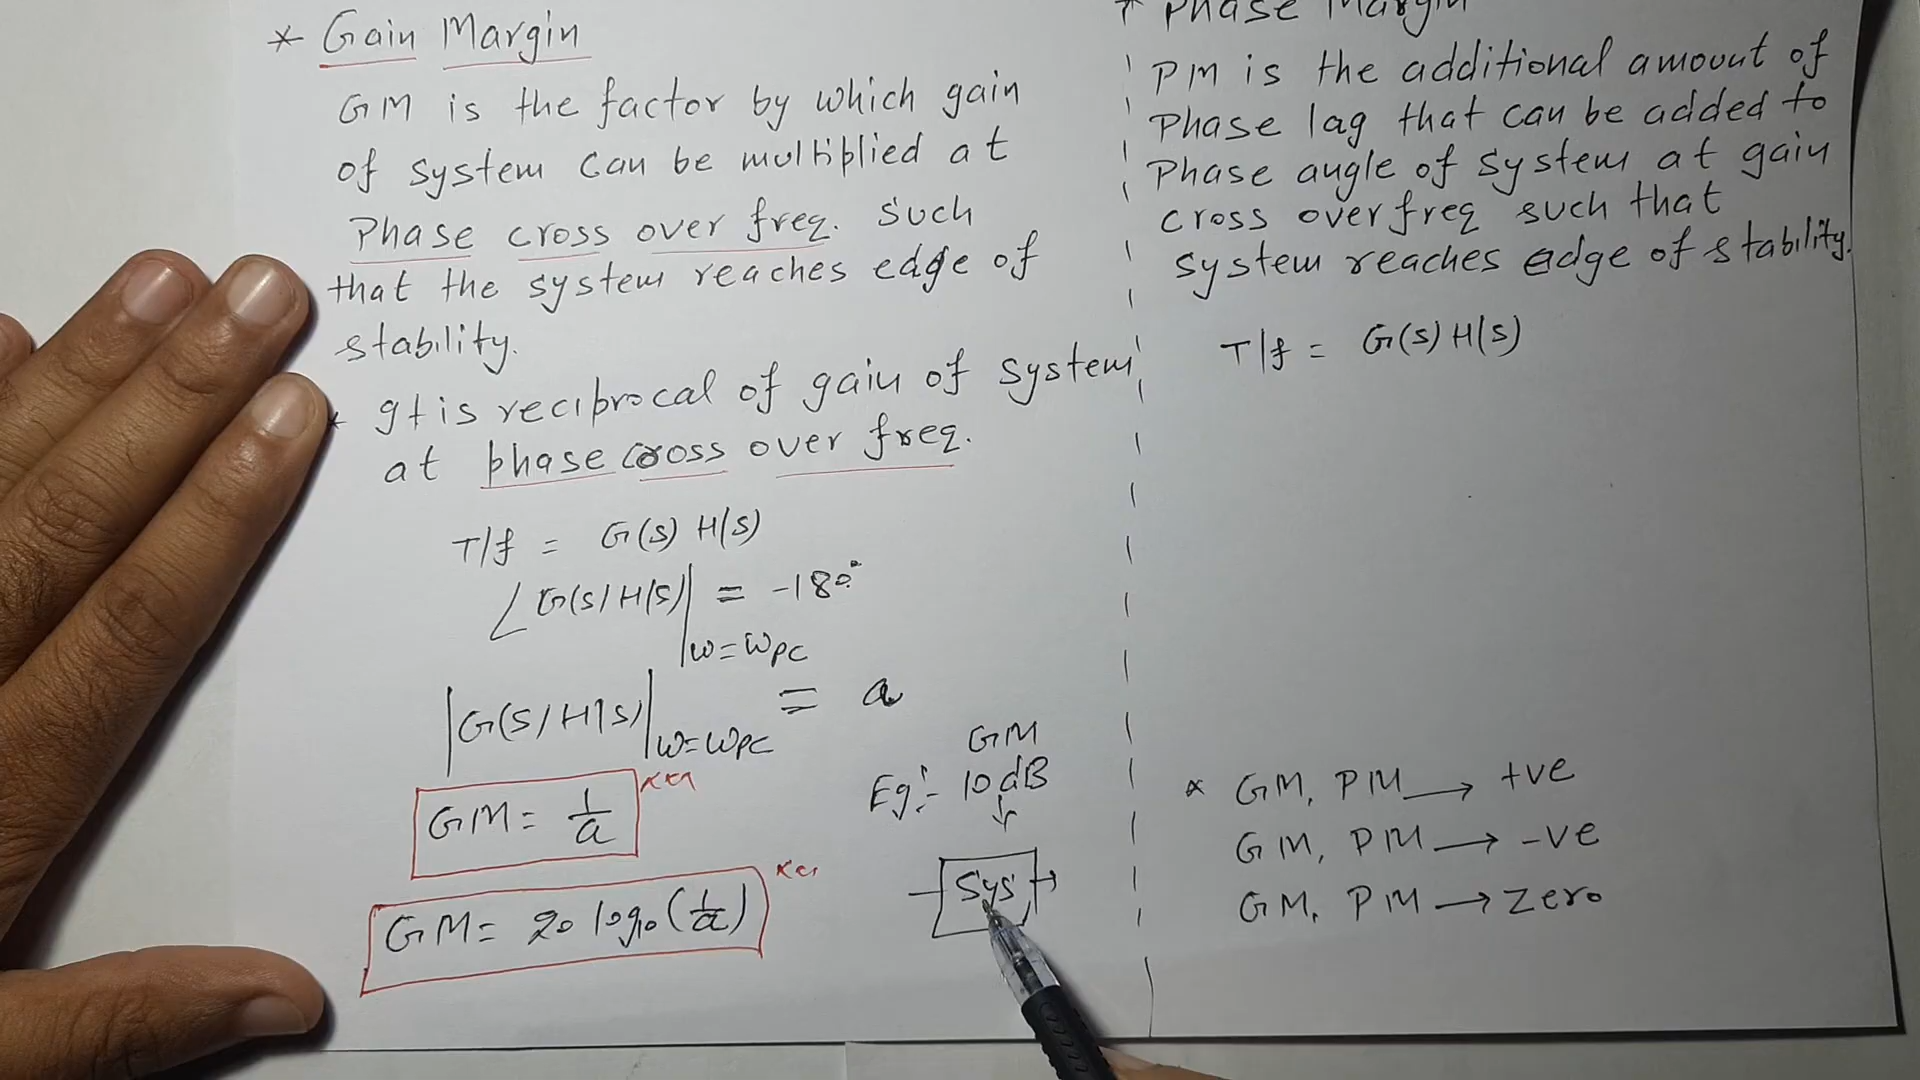 * Gain Margin
GM is the factor by which gain
of system can be multiplied at
Phase cross over freq. such
that the system reaches edge of
stability.
* It is reciprocal of gain of system
at phase cross over freq.
T/f = G(s) H(s)
∠G(s)H(s)|ω=ωpc = -180°
|G(s)H(s)|ω=ωpc = a
GM = 1/a
GM = 20 log10 (1/a)
GM
Eg:- 10 dB
Sys
* Phase Margin
PM is the additional amount of
Phase lag that can be added to
Phase angle of system at gain
cross over freq such that
system reaches edge of stability.
T/f = G(s) H(s)
* GM, PM → +ve
GM, PM → -ve
GM, PM → Zero